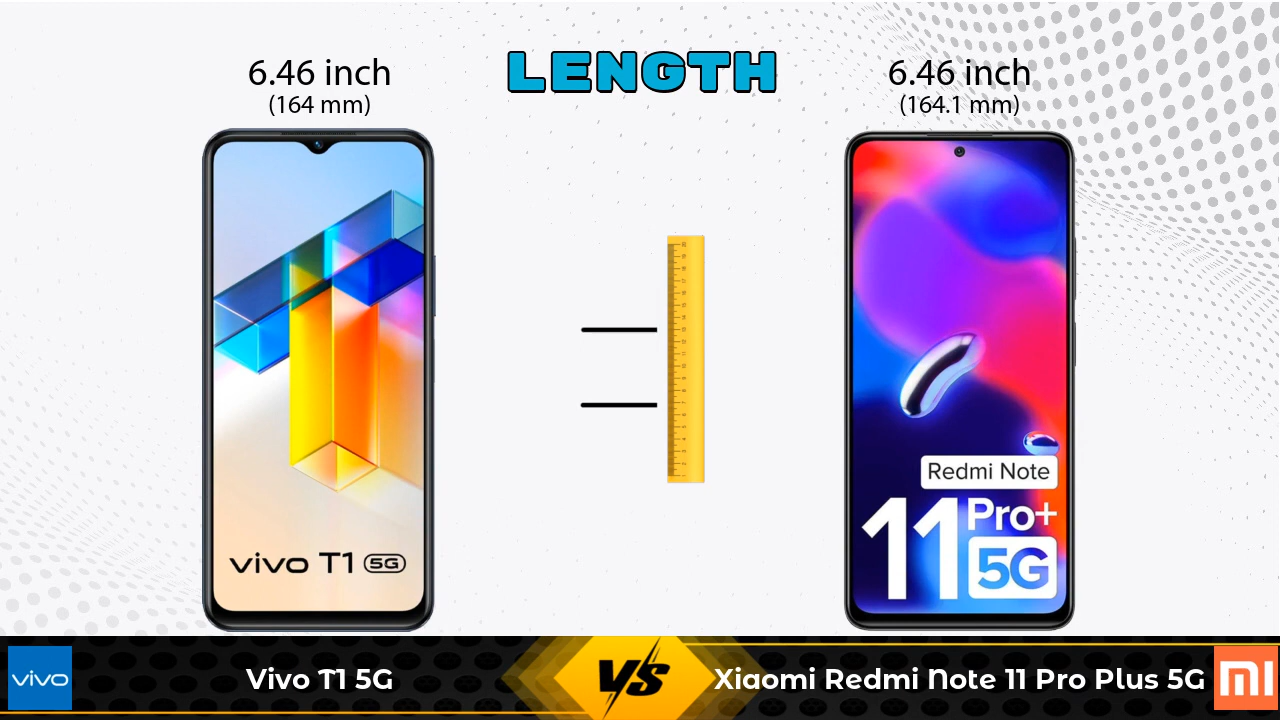 LENGTH
6.46 inch
(164 mm)
6.46 inch
(164.1 mm)
vivo T1 5G
Redmi Note
11 Pro+
5G
vivo
Vivo T1 5G
VS
Xiaomi Redmi Note 11 Pro Plus 5G
mi